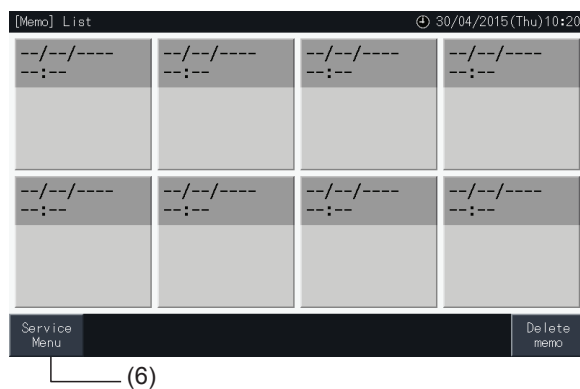 [Memo] List 30/04/2015(Thu)10:20
--/--/---- --/--/---- --/--/---- --/--/----
--:-- --:-- --:-- --:--
--/--/---- --/--/---- --/--/---- --/--/----
--:-- --:-- --:-- --:--
Service Delete
Menu memo
(6)